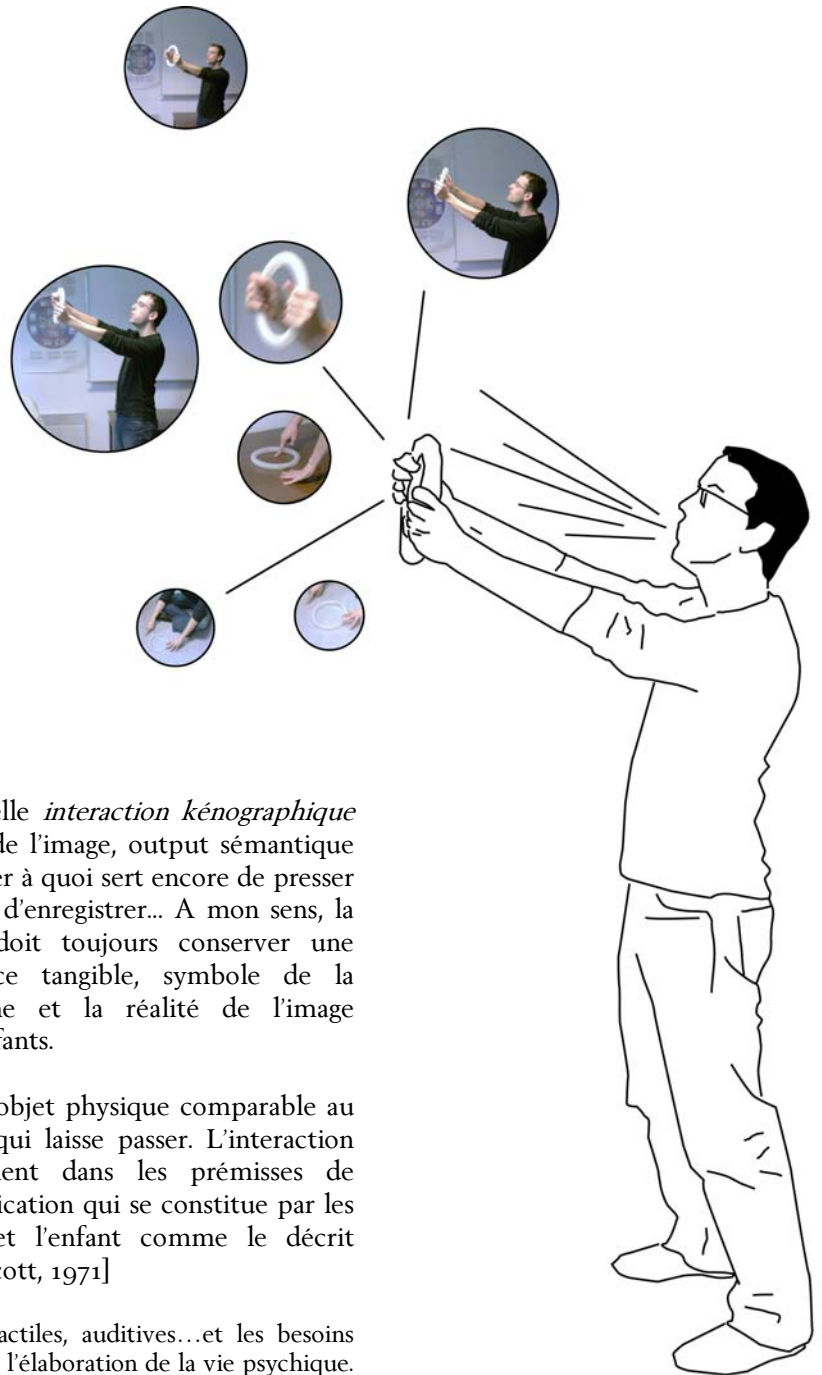 elle interaction kénographique
de l'image, output sémantique
er à quoi sert encore de presser
d'enregistrer... A mon sens, la
doit toujours conserver une
ce tangible, symbole de la
ne et la réalité de l'image
fants.
objet physique comparable au
qui laisse passer. L'interaction
ent dans les prémisses de
ication qui se constitue par les
et l'enfant comme le décrit
cott, 1971]
actiles, auditives…et les besoins
l'élaboration de la vie psychique.